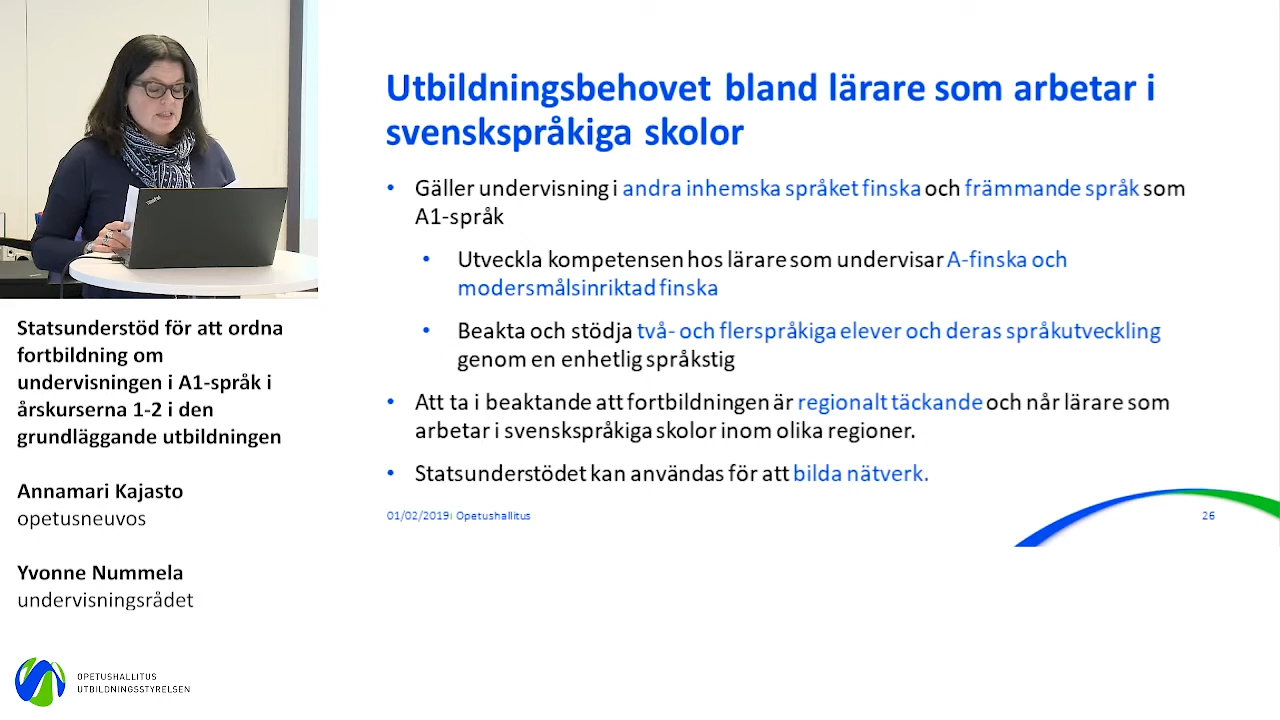 Utbildningsbehovet bland lärare som arbetar i
svenskspråkiga skolor
• Gäller undervisning i andra inhemska språket finska och främmande språk som
A1-språk
• Utveckla kompetensen hos lärare som undervisar A-finska och
modersmålsinriktad finska
• Beakta och stödja två- och flerspråkiga elever och deras språkutveckling
genom en enhetlig språkstig
• Att ta i beaktande att fortbildningen är regionalt täckande och når lärare som
arbetar i svenskspråkiga skolor inom olika regioner.
• Statsunderstödet kan användas för att bilda nätverk.
01/02/2019 Opetushallitus
26
ThinkPad
Statsunderstöd för att ordna
fortbildning om
undervisningen i A1-språk i
årskurserna 1-2 i den
grundläggande utbildningen
Annamari Kajasto
opetusneuvos
Yvonne Nummela
undervisningsrådet
OPETUSHALLITUS
UTBILDNINGSSTYRELSEN